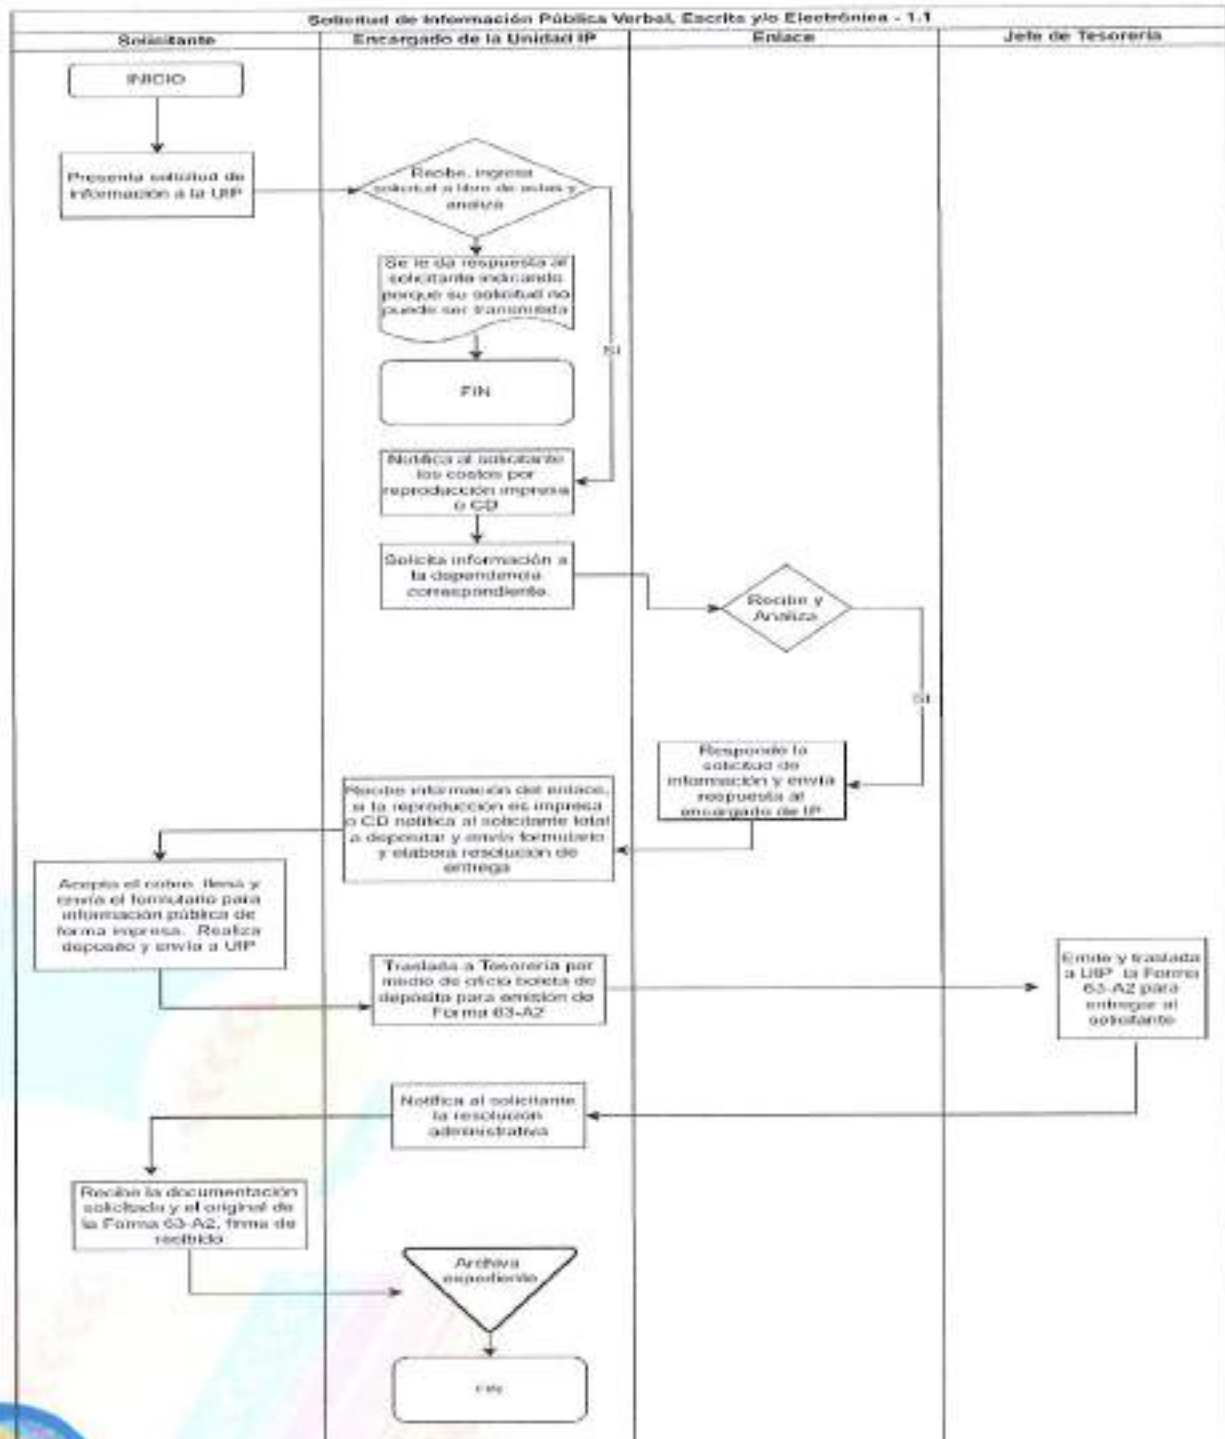 Solicitud de Información Pública Verbal, Escrita y/o Electrónica - 1.1
Solicitante
Encargado de la Unidad IP
Enlace
Jefe de Tesorería
INICIO
Presenta solicitud de
información a la UIP
Recibe, ingresa
solicitud a libro de actas y
analiza
Se le da respuesta al
solicitante indicando
porque su solicitud no
puede ser transmitida
SI
FIN
Notifica al solicitante
los costos por
reproducción impresa
o CD
Solicita información a
la dependencia
correspondiente.
Recibe y
Analiza
SI
Responde la
solicitud de
información y envía
respuesta al
encargado de IP
Recibe información del enlace,
si la reproducción es impresa
o CD notifica al solicitante total
a depositar y envía formulario
y elabora resolución de
entrega
Acepta el cobro, llena y
envía el formulario para
información pública de
forma impresa. Realiza
deposito y envía a UIP
Traslada a Tesorería por
medio de oficio boleta de
depósito para emisión de
Forma 63-A2
Emite y traslada
a UIP la Forma
63-A2 para
entregar al
solicitante
Notifica al solicitante
la resolución
administrativa
Recibe la documentación
solicitada y el original de
la Forma 63-A2, firma de
recibido
Archiva
expediente
FIN